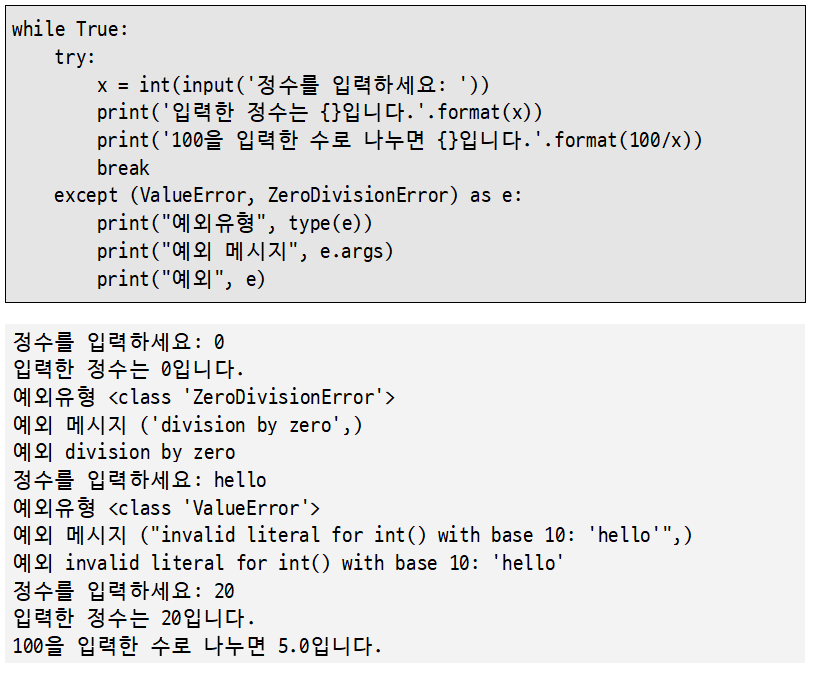 while True:
    try:
        x = int(input('정수를 입력하세요: '))
        print('입력한 정수는 {}입니다.'.format(x))
        print('100을 입력한 수로 나누면 {}입니다.'.format(100/x))
        break
    except (ValueError, ZeroDivisionError) as e:
        print("예외유형", type(e))
        print("예외 메시지", e.args)
        print("예외", e)
정수를 입력하세요: 0
입력한 정수는 0입니다.
예외유형 <class 'ZeroDivisionError'>
예외 메시지 ('division by zero',)
예외 division by zero
정수를 입력하세요: hello
예외유형 <class 'ValueError'>
예외 메시지 ("invalid literal for int() with base 10: 'hello'",)
예외 invalid literal for int() with base 10: 'hello'
정수를 입력하세요: 20
입력한 정수는 20입니다.
100을 입력한 수로 나누면 5.0입니다.